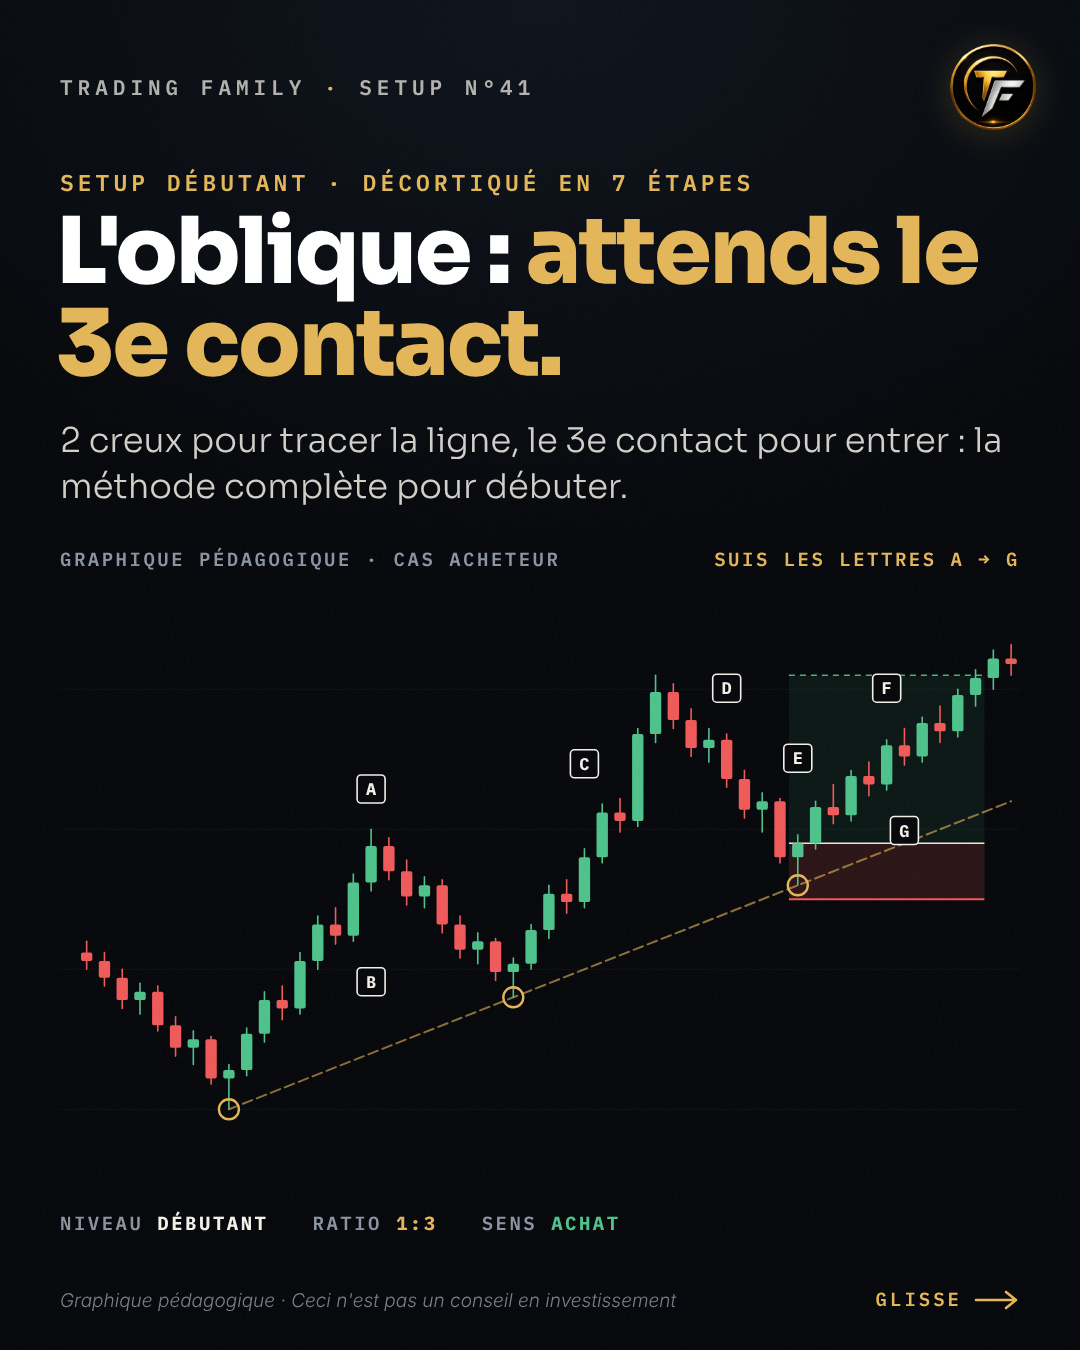 TRADING FAMILY · SETUP N°41
TF
SETUP DÉBUTANT · DÉCORTIQUÉ EN 7 ÉTAPES
L'oblique : attends le
3e contact.
2 creux pour tracer la ligne, le 3e contact pour entrer : la
méthode complète pour débuter.
GRAPHIQUE PÉDAGOGIQUE · CAS ACHETEUR
SUIS LES LETTRES A → G
A
B
C
D
E
F
G
NIVEAU DÉBUTANT RATIO 1:3 SENS ACHAT
Graphique pédagogique · Ceci n'est pas un conseil en investissement
GLISSE →